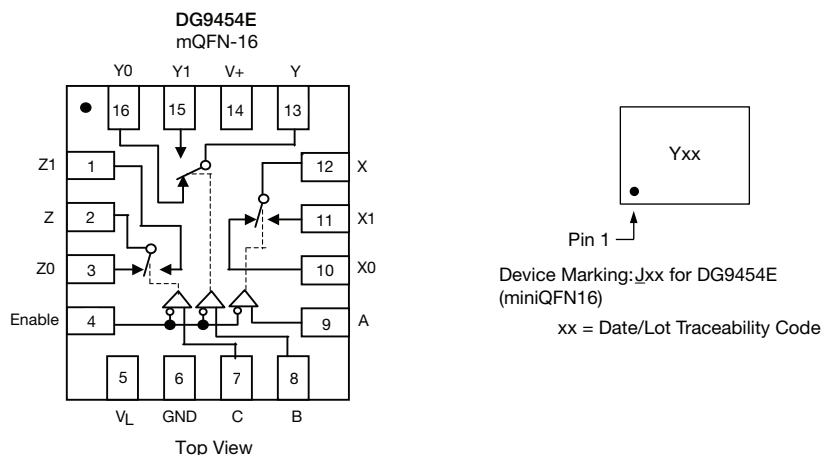 DG9454E
mQFN-16
Y0 Y1 V+ Y
16 15 14 13
Z1 1 12 X
Z 2 11 X1
Z0 3 10 X0
Enable 4 9 A
5 6 7 8
VL GND C B
Top View
Yxx
Pin 1
Device Marking: Jxx for DG9454E
(miniQFN16)
xx = Date/Lot Traceability Code